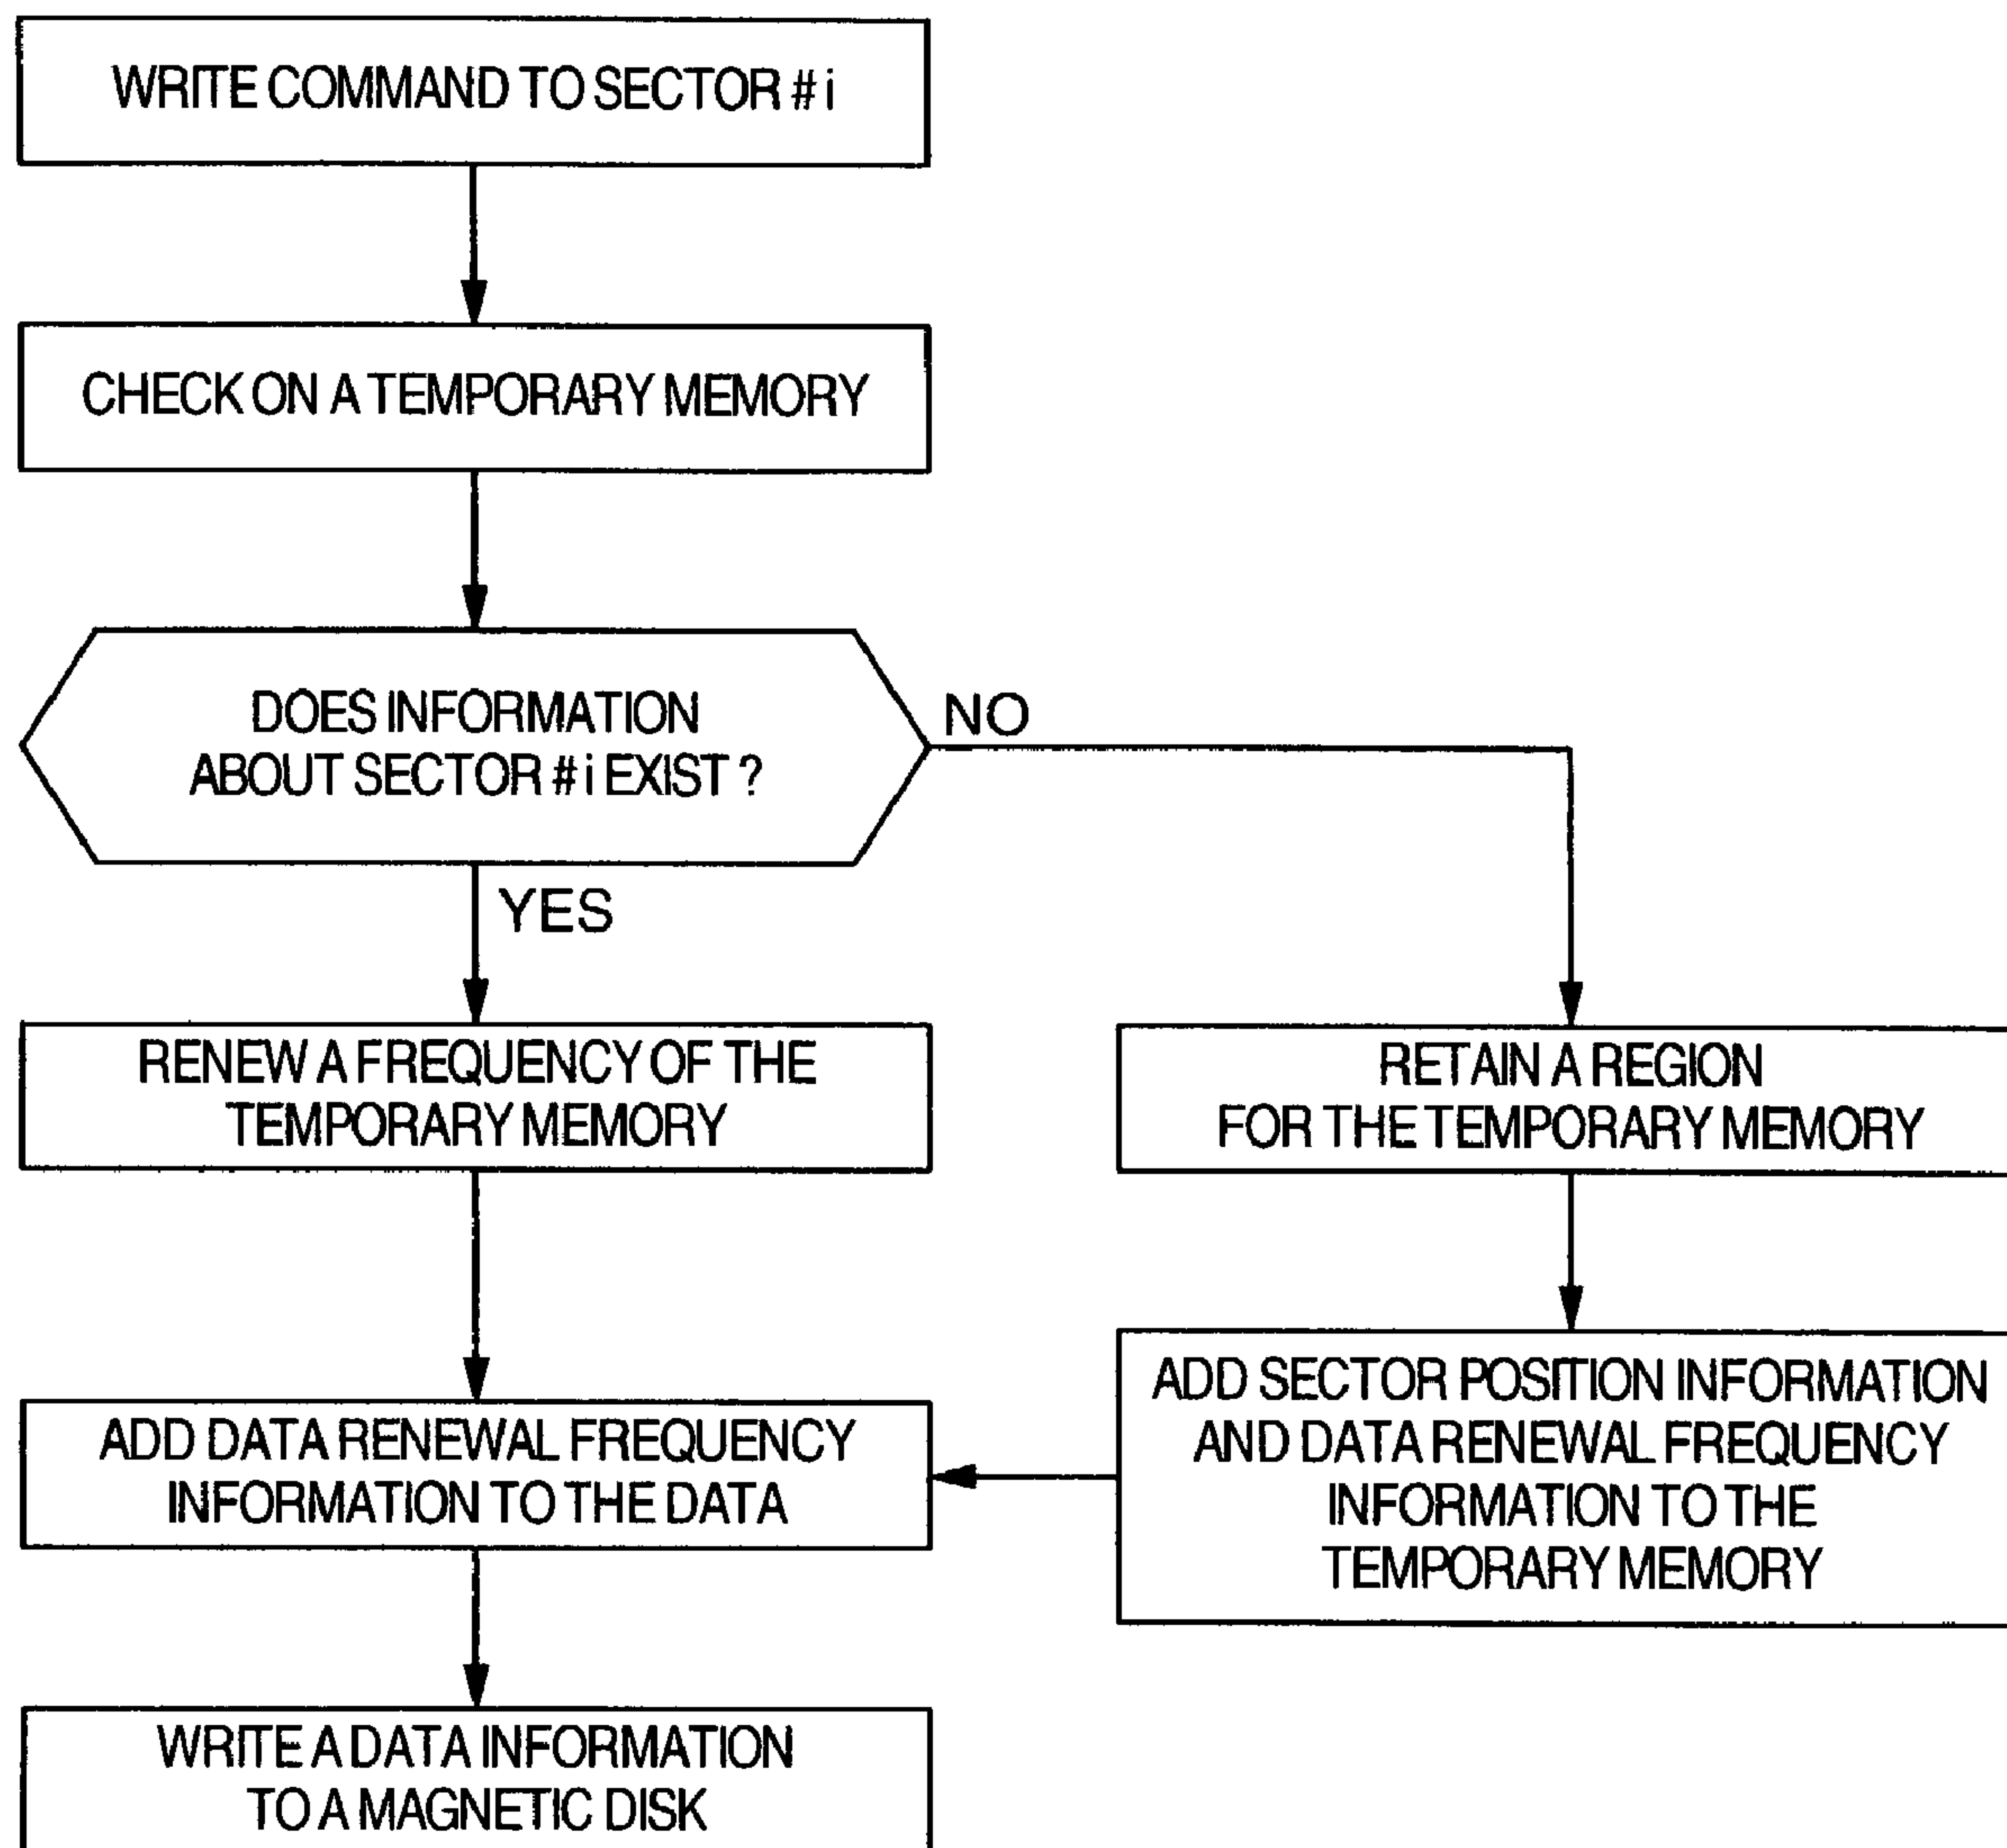 WRITE COMMAND TO SECTOR # i
CHECK ON A TEMPORARY MEMORY
DOES INFORMATION
ABOUT SECTOR # i EXIST ?
NO
YES
RENEW A FREQUENCY OF THE
TEMPORARY MEMORY
RETAIN A REGION
FOR THE TEMPORARY MEMORY
ADD SECTOR POSITION INFORMATION
AND DATA RENEWAL FREQUENCY
INFORMATION TO THE
TEMPORARY MEMORY
ADD DATA RENEWAL FREQUENCY
INFORMATION TO THE DATA
WRITE A DATA INFORMATION
TO A MAGNETIC DISK